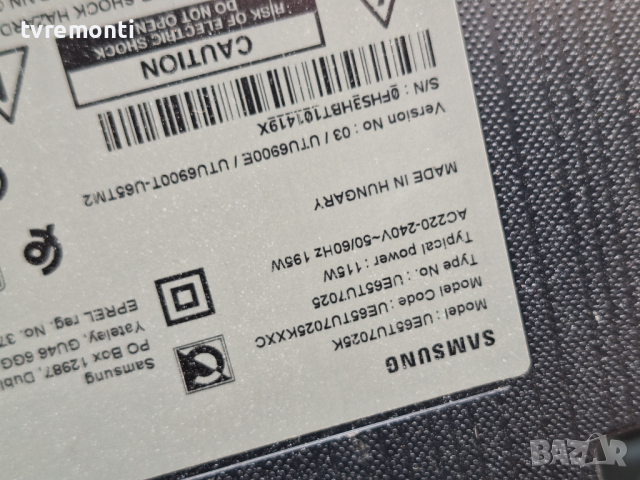 tvremonti
SAMSUNG
Model : UE65TU7025K
Model Code : UE65TU7025KXXC
Type No. : UE65TU7025
Typical power : 115W
AC220-240V~50/60Hz 195W
MADE IN HUNGARY
Version No : 03 / UTU6900E / UTU6900T-U65TM2
S/N : 0FHS3HBT101419X
CAUTION
RISK OF ELECTRIC SHOCK
DO NOT OPEN
Samsung
PO Box 12987, Dubl
Yateley, GU46 6GG
EPREL reg. No. 37
BAZAR